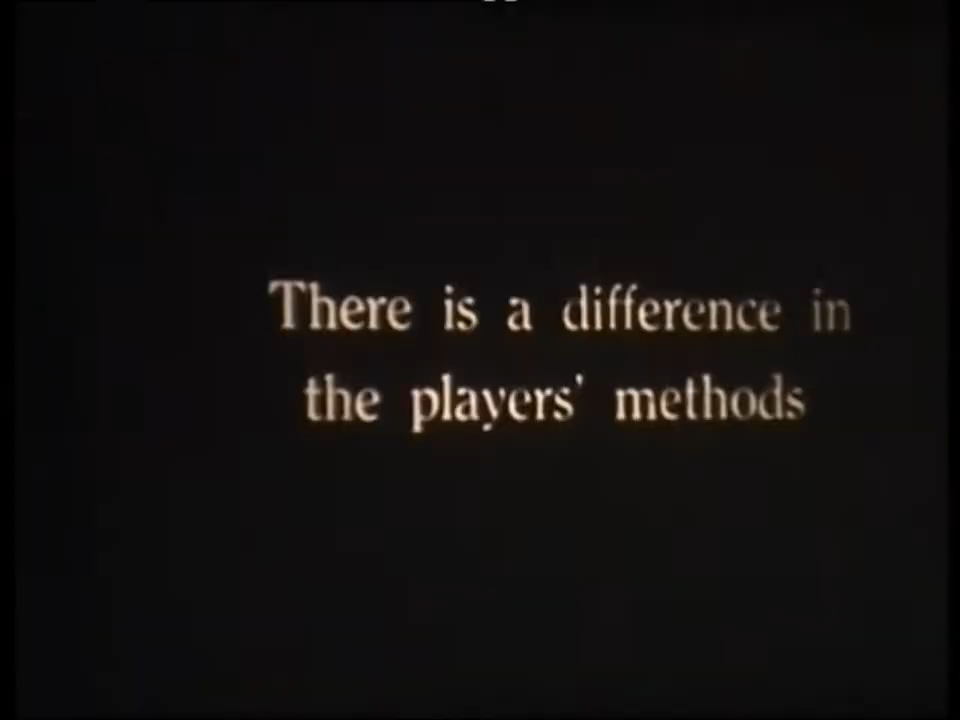 There is a difference in
the players' methods